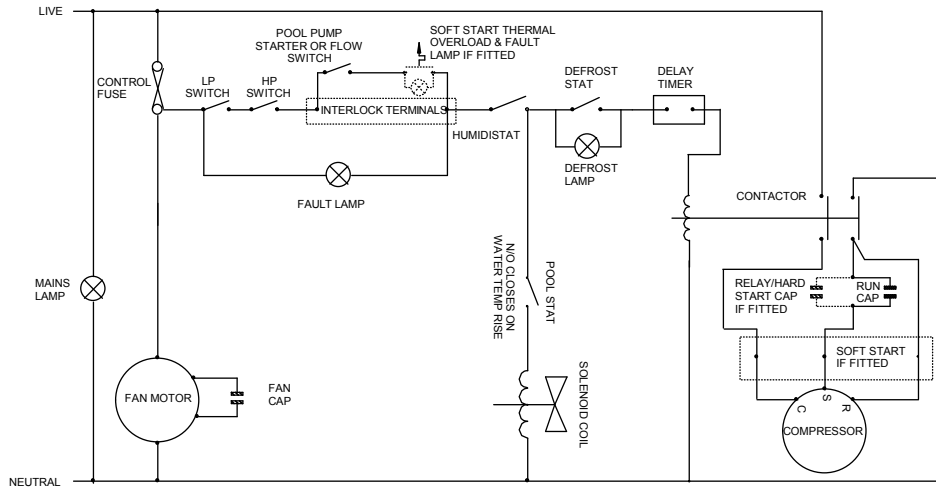 LIVE
POOL PUMP
STARTER OR FLOW
SWITCH
SOFT START THERMAL
OVERLOAD & FAULT
LAMP IF FITTED
CONTROL
FUSE
LP
SWITCH
HP
SWITCH
DEFROST
STAT
DELAY
TIMER
INTERLOCK TERMINALS
HUMIDISTAT
DEFROST
LAMP
FAULT LAMP
CONTACTOR
MAINS
LAMP
N/O CLOSES ON
WATER TEMP RISE
POOL STAT
RELAY/HARD
START CAP
IF FITTED
RUN
CAP
SOFT START
IF FITTED
FAN MOTOR
FAN
CAP
SOLENOID COIL
C
S
R
COMPRESSOR
NEUTRAL